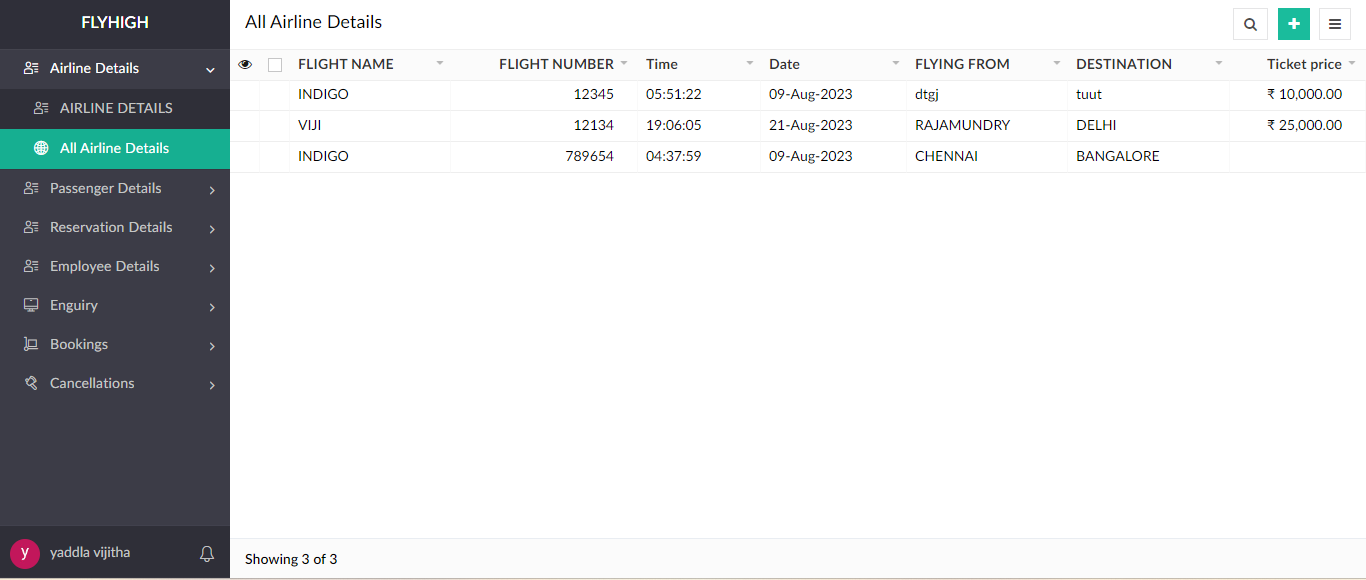 FLYHIGH
Airline Details
AIRLINE DETAILS
All Airline Details
Passenger Details
Reservation Details
Employee Details
Enguiry
Bookings
Cancellations
y yaddla vijitha
All Airline Details
FLIGHT NAME FLIGHT NUMBER Time Date FLYING FROM DESTINATION Ticket price
INDIGO 12345 05:51:22 09-Aug-2023 dtgj tuut ₹ 10,000.00
VIJI 12134 19:06:05 21-Aug-2023 RAJAMUNDRY DELHI ₹ 25,000.00
INDIGO 789654 04:37:59 09-Aug-2023 CHENNAI BANGALORE
Showing 3 of 3